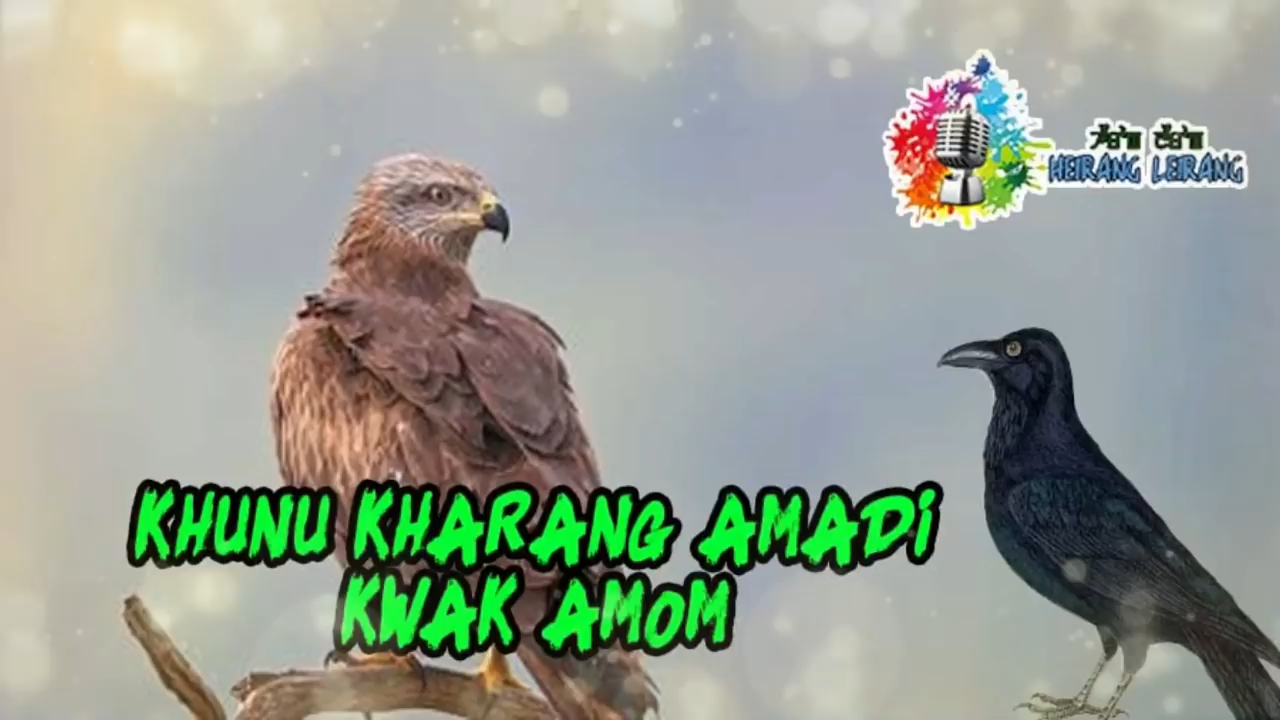 ꯍꯩꯔꯥꯡ ꯂꯩꯔꯥꯡ
HEIRANG LEIRANG
KHUNU KHARANG AMADI
KWAK AMOM